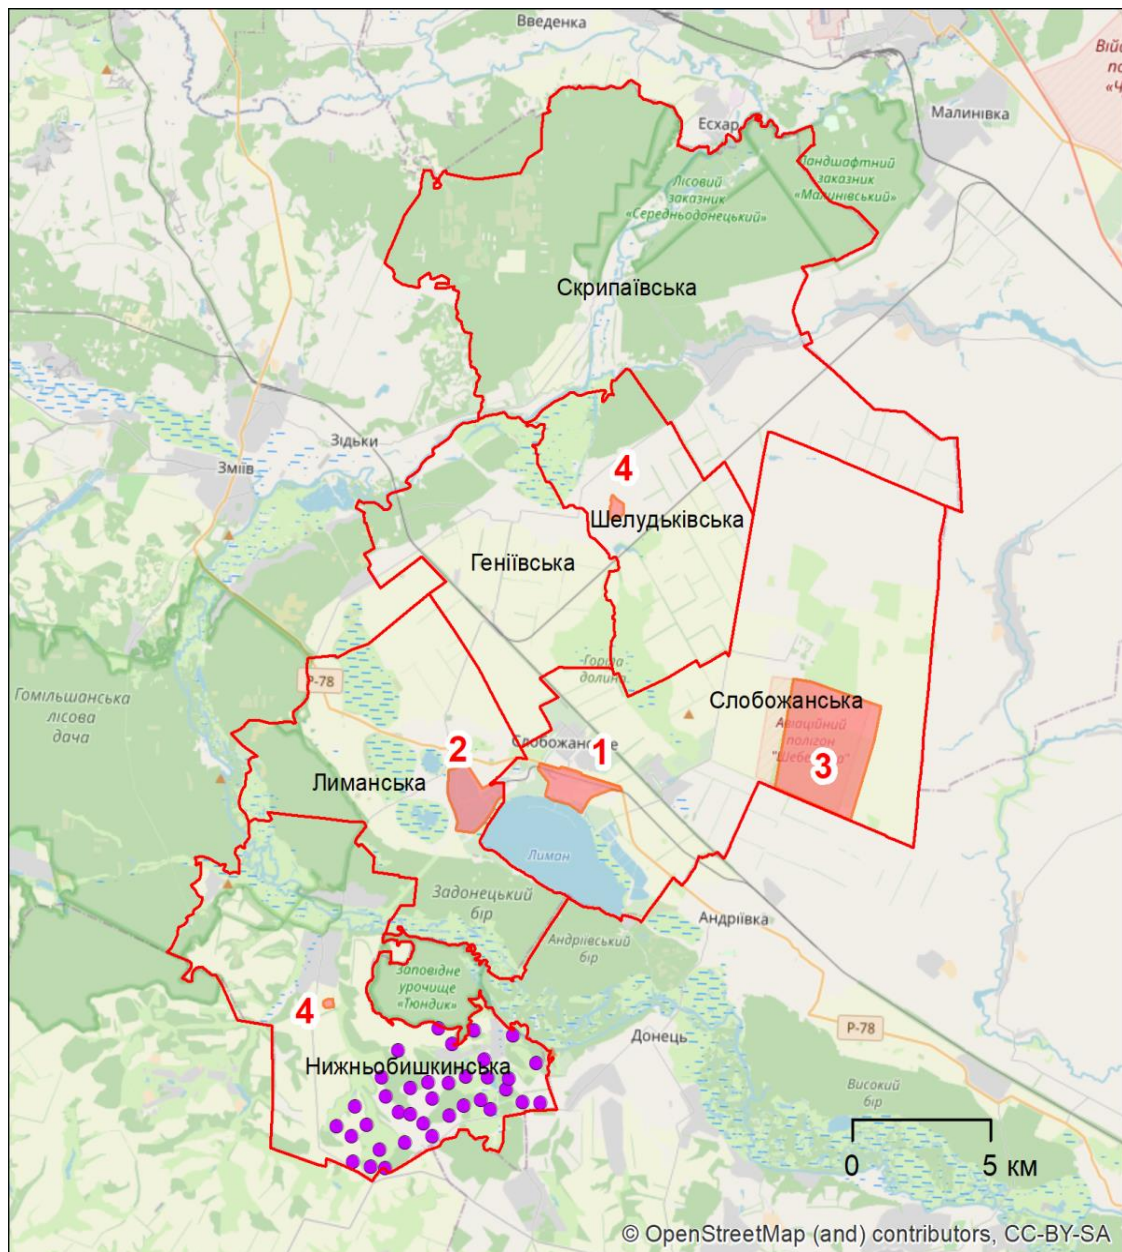 Введенка
Війс
по
«Ч
Есхар
Малинівка
Ландшафтний
заказник
«Малинівський»
Лісовий
заказник
«Середньодонецький»
Скрипаївська
Зідьки
Зміїв
4
Шелудьківська
Геніївська
Горіла
долина
Р-78
Гомільшанська
лісова
дача
Слобожанська
Авіаційний
полігон
3
Слобожанське
2
1
Лиманська
Лиман
Задонецький
бір
Андріївка
Андріївський
бір
Заповідне
урочище
«Тюндик»
4
Р-78
Донець
Нижньобишкинська
Високий
бір
0
5 км
© OpenStreetMap (and) contributors, CC-BY-SA